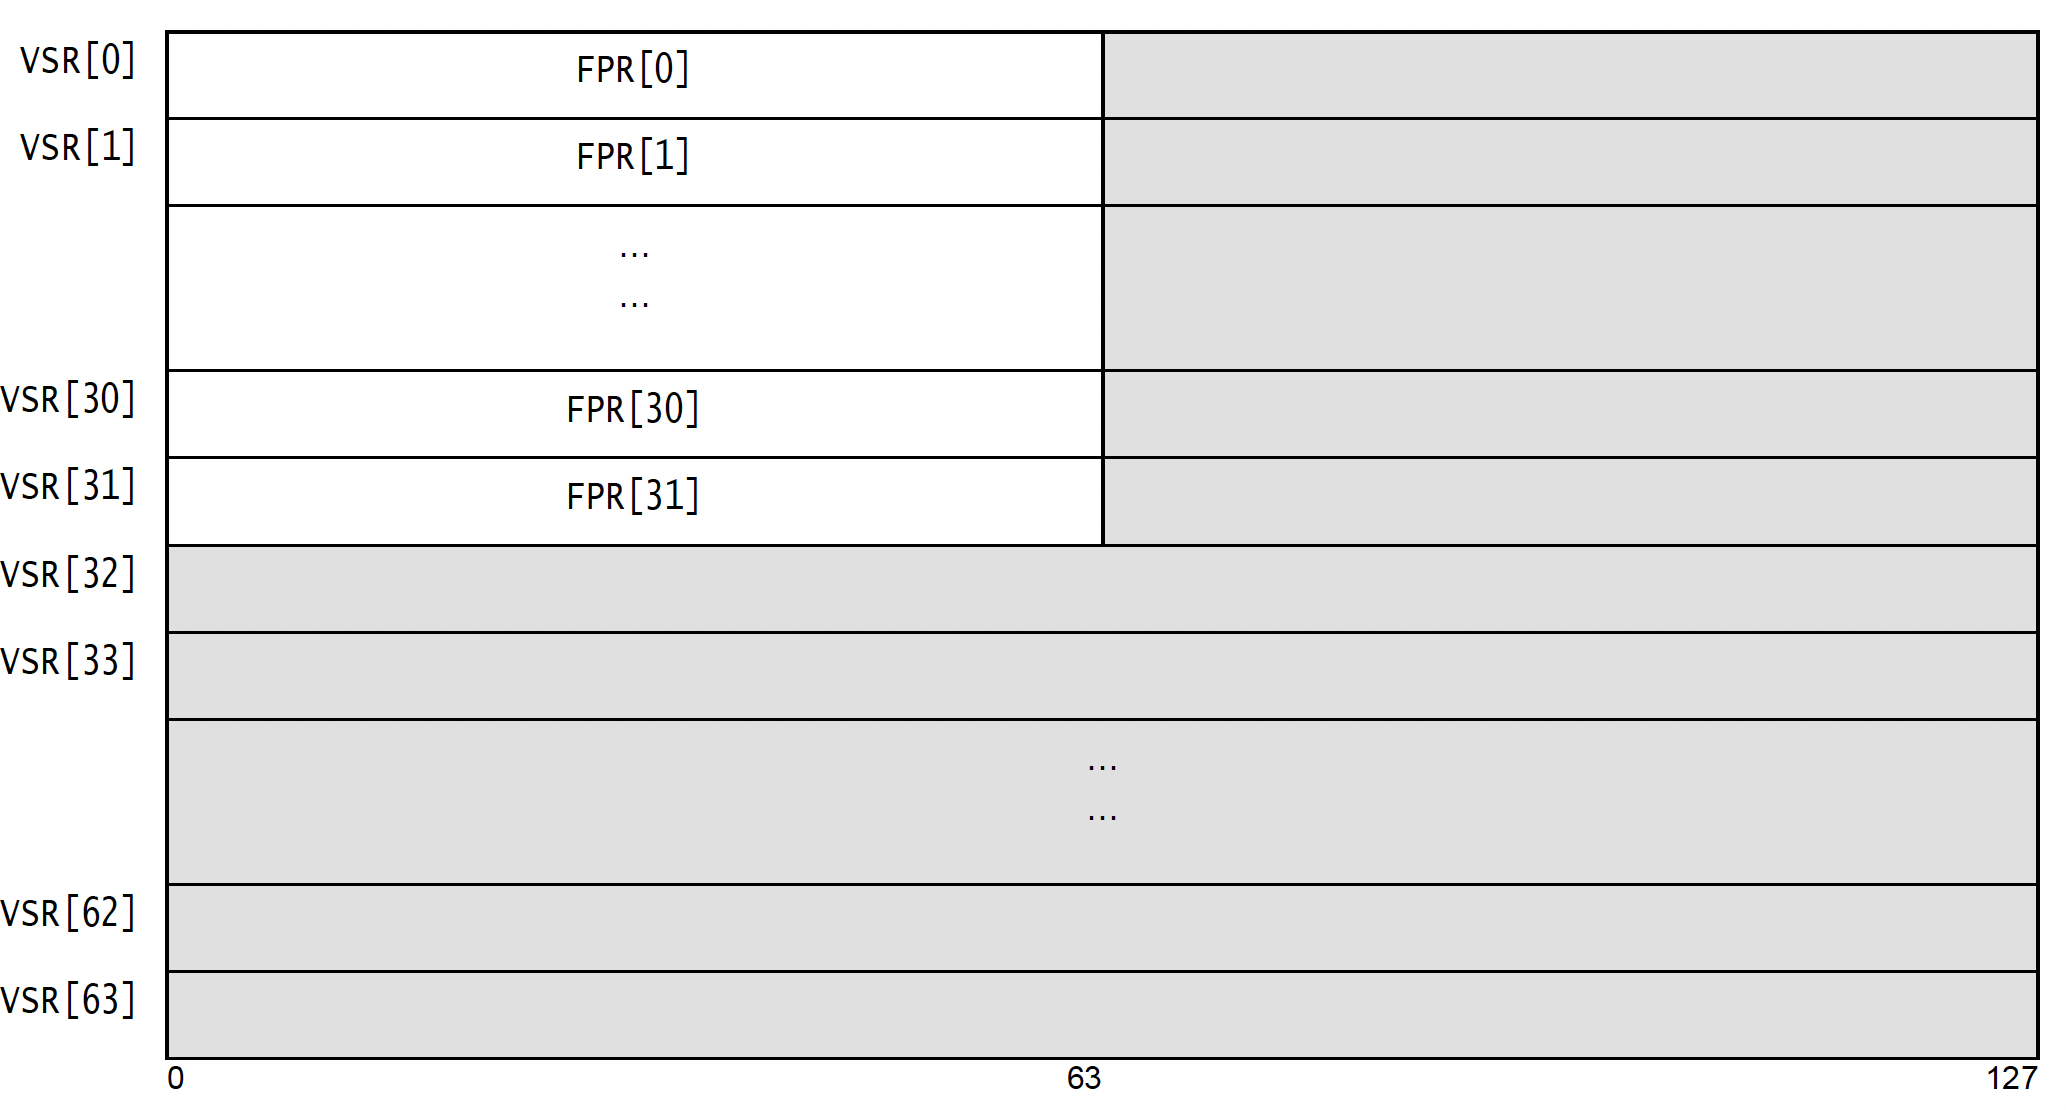 VSR[0] FPR[0]
VSR[1] FPR[1]
...
...
VSR[30] FPR[30]
VSR[31] FPR[31]
VSR[32]
VSR[33]
...
...
VSR[62]
VSR[63]
0 63 127